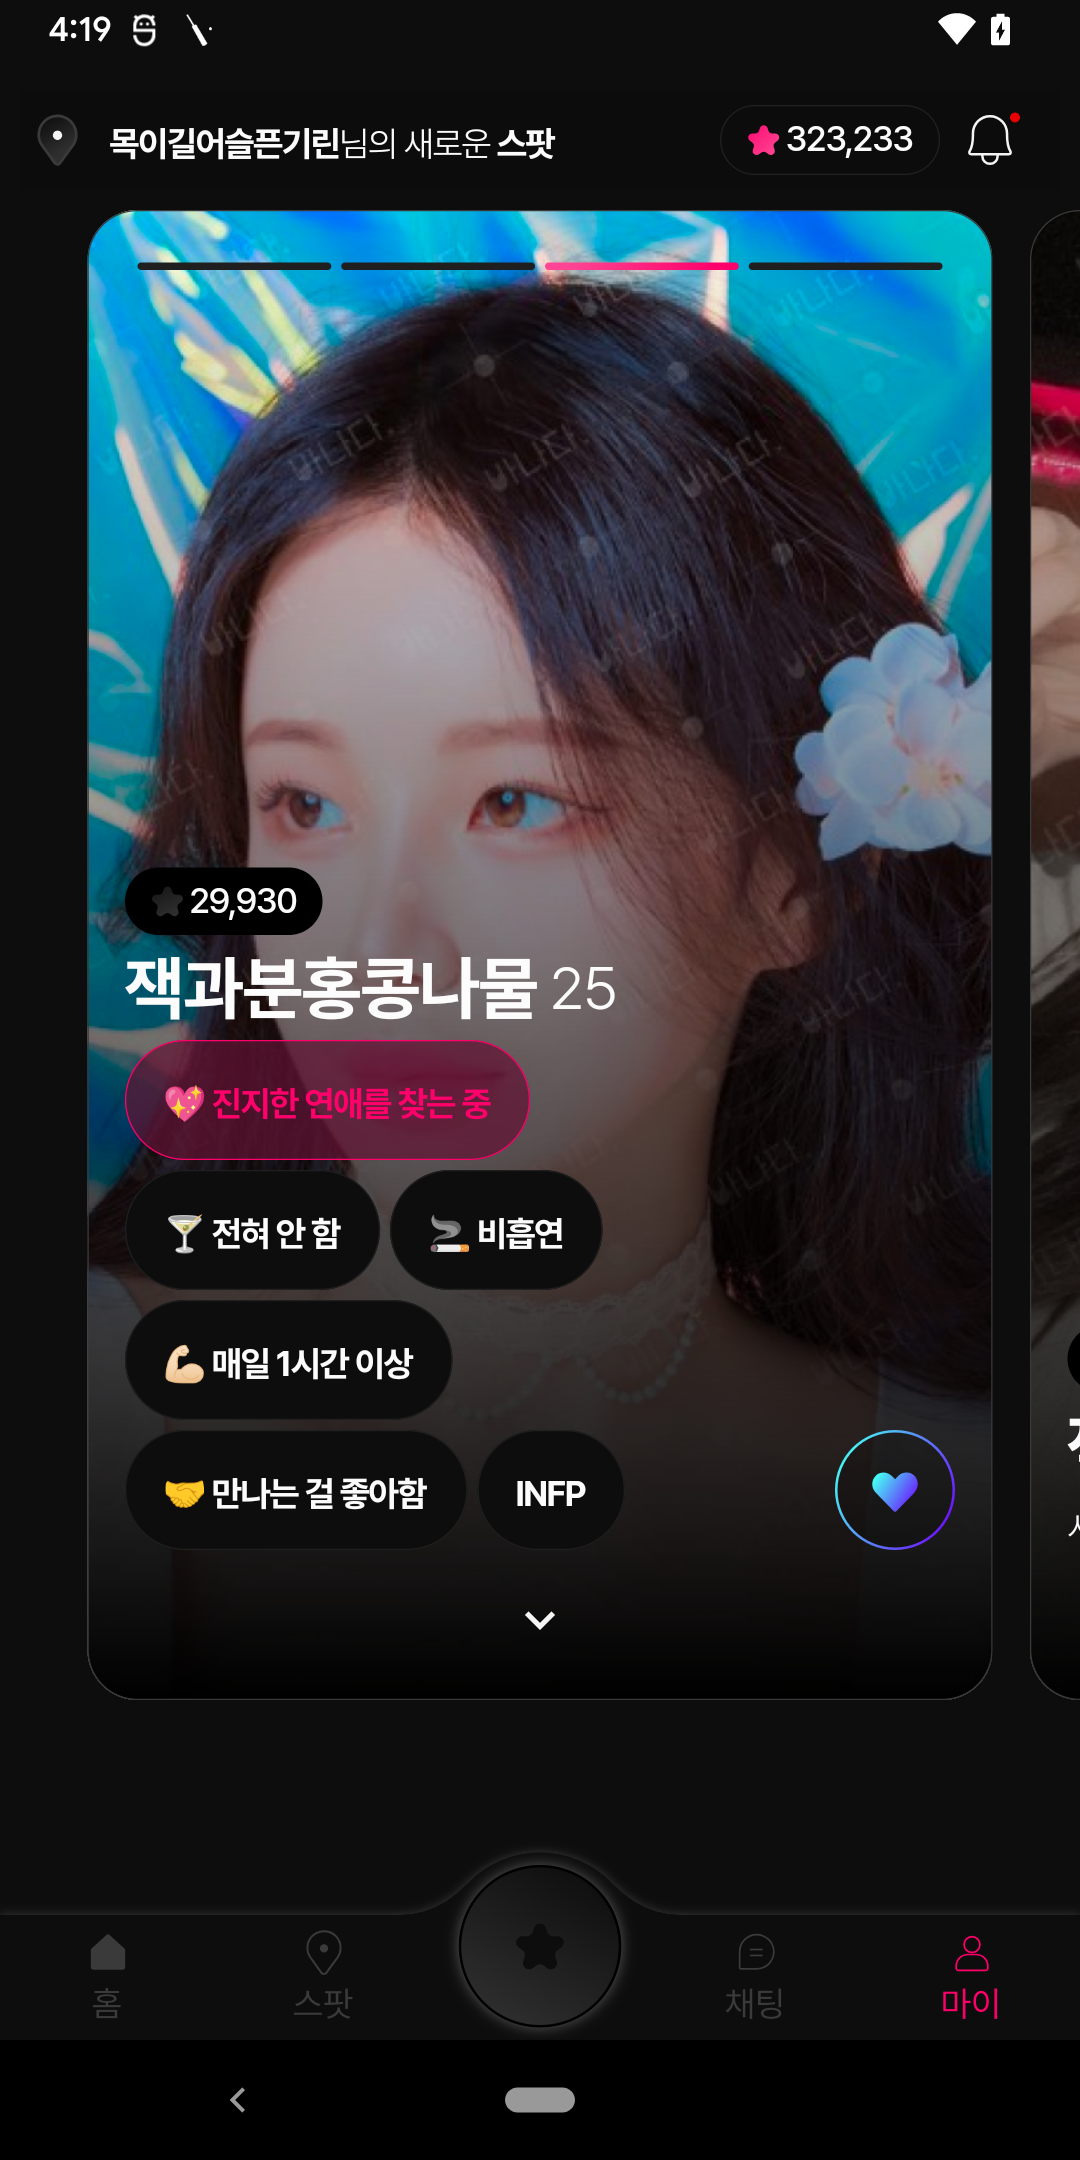 4:19
목이길어슬픈기린님의 새로운 스팟
323,233
29,930
잭과분홍콩나물 25
💖 진지한 연애를 찾는 중
🍸 전혀 안 함
🚬 비흡연
💪🏻 매일 1시간 이상
🤝 만나는 걸 좋아함
INFP
홈
스팟
채팅
마이